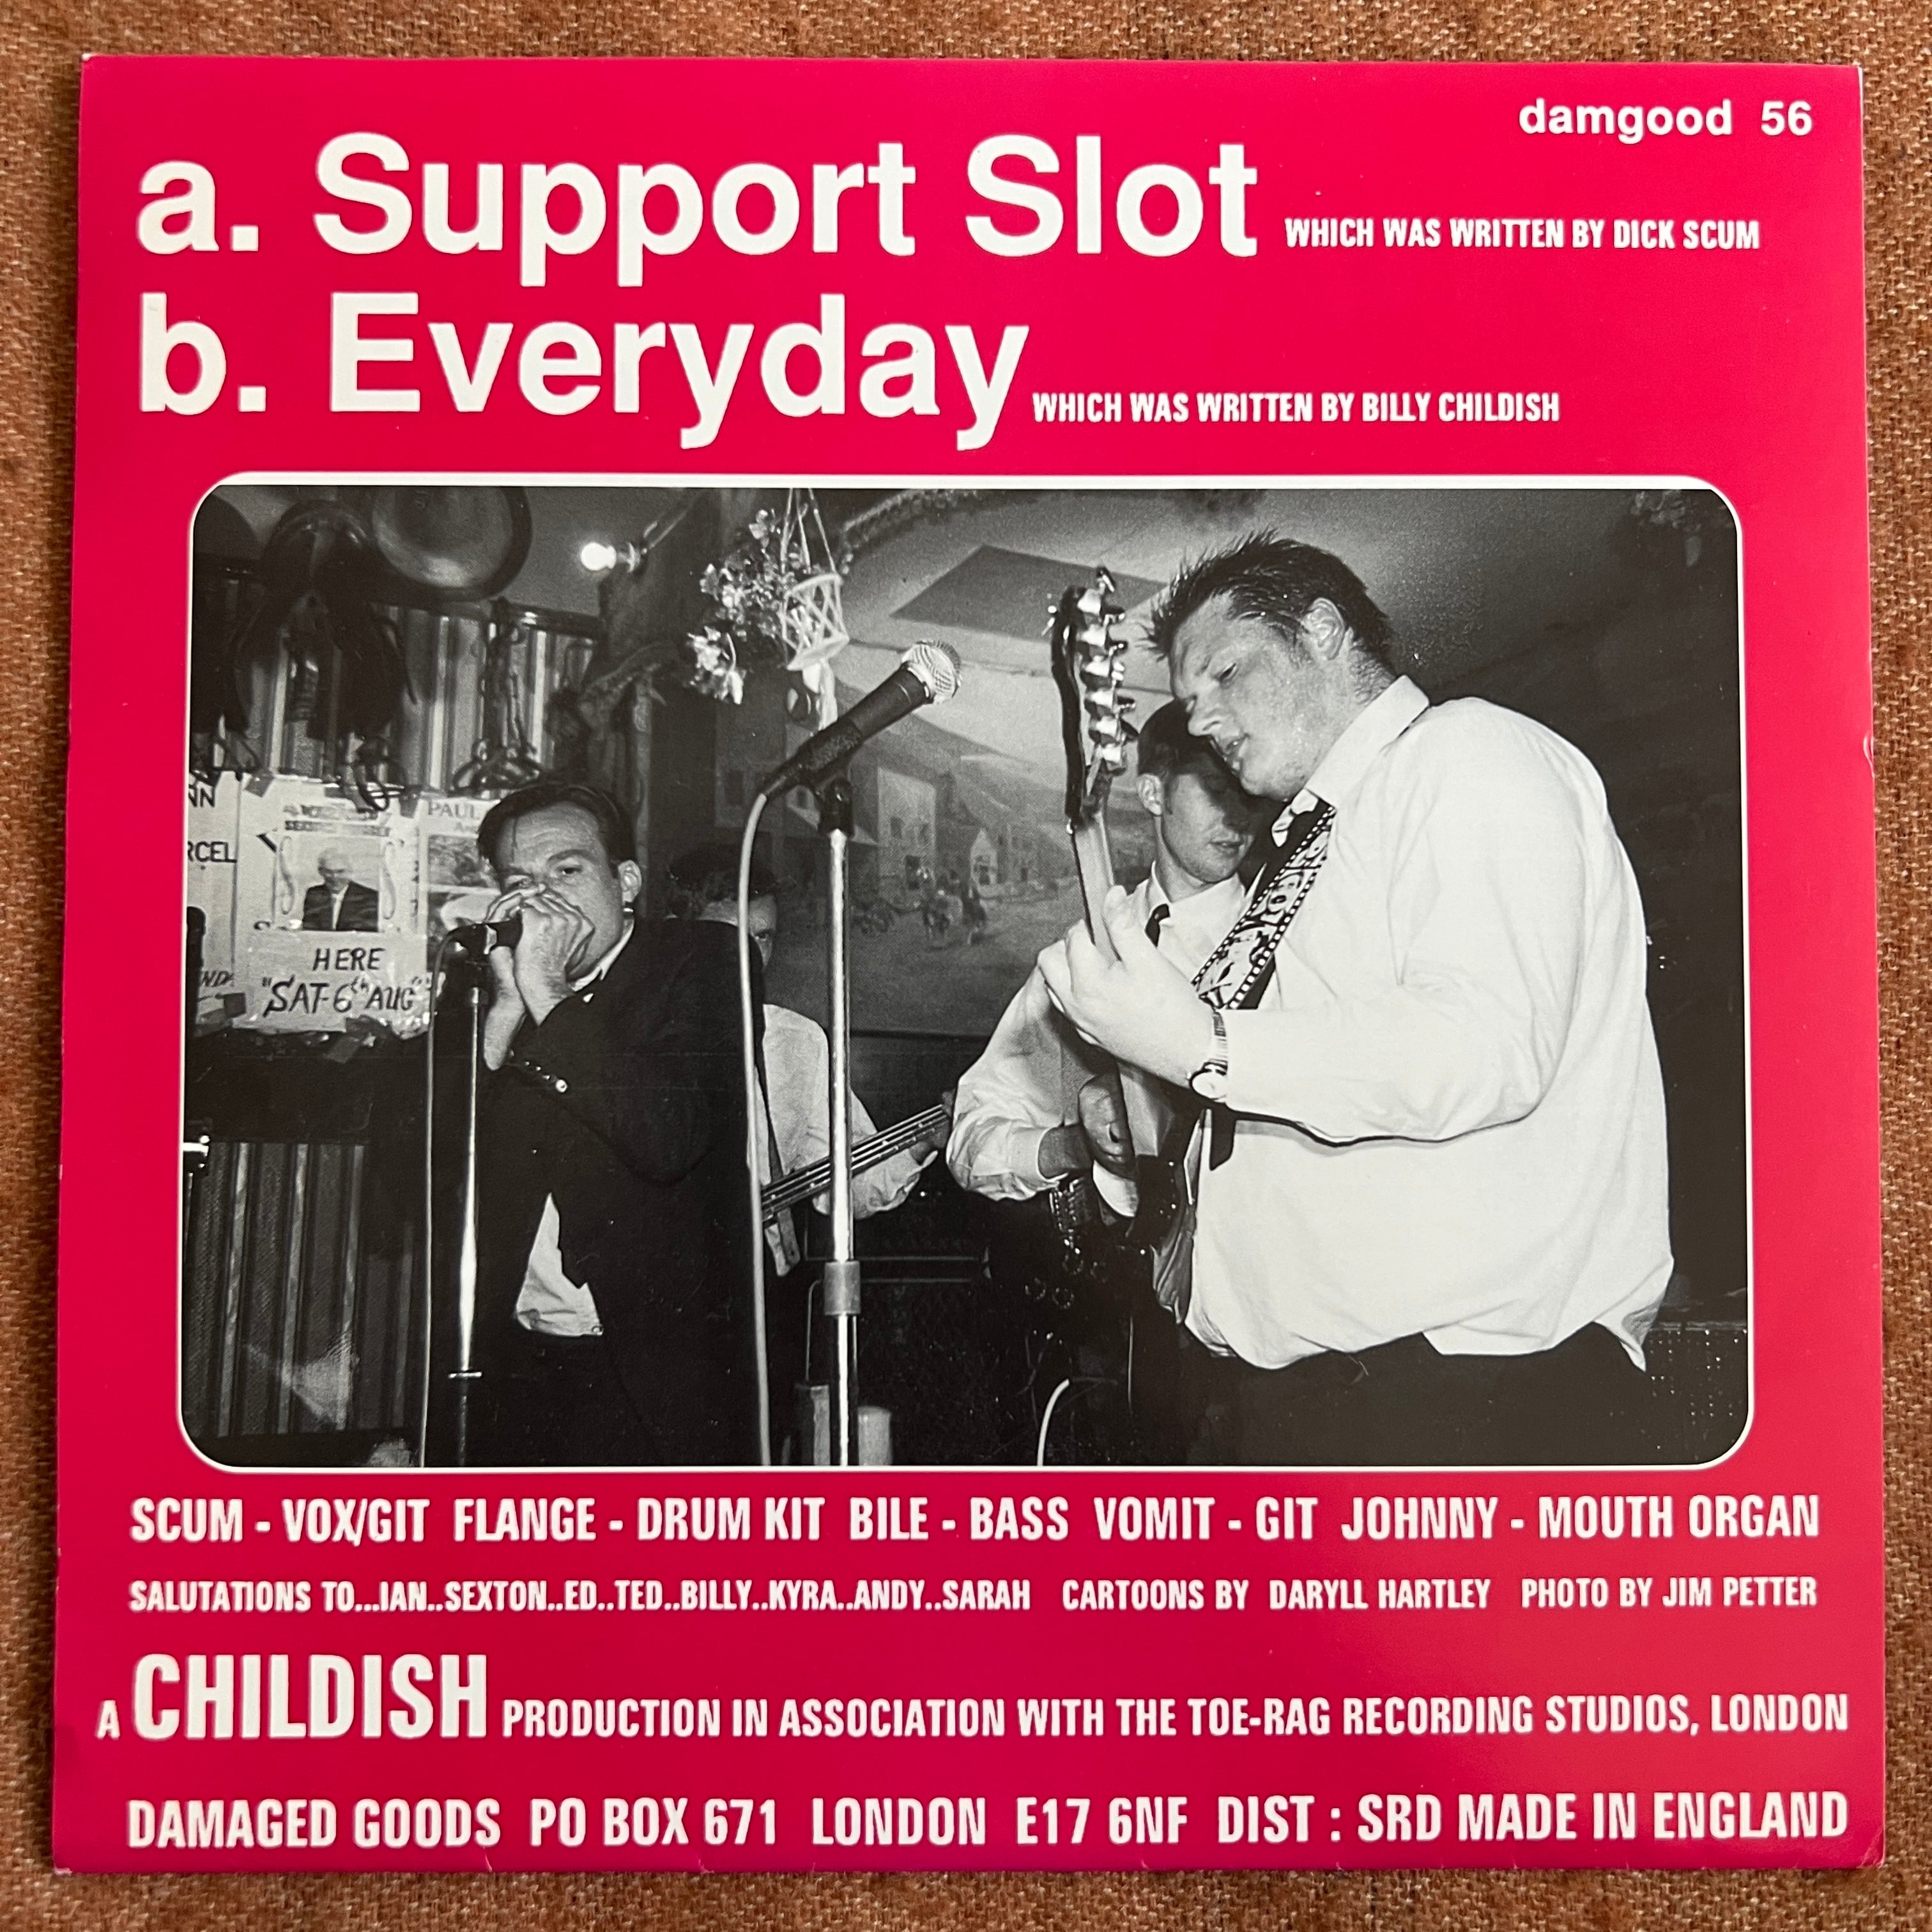 damgood 56
a. Support Slot WHICH WAS WRITTEN BY DICK SCUM
b. Everyday WHICH WAS WRITTEN BY BILLY CHILDISH
NN
RCEL
PAUL
HERE
"SAT 6th AUG"
SCUM - VOX/GIT FLANGE - DRUM KIT BILE - BASS VOMIT - GIT JOHNNY - MOUTH ORGAN
SALUTATIONS TO...IAN..SEXTON..ED..TED..BILLY..KYRA..ANDY..SARAH CARTOONS BY DARYLL HARTLEY PHOTO BY JIM PETTER
A CHILDISH PRODUCTION IN ASSOCIATION WITH THE TOE-RAG RECORDING STUDIOS, LONDON
DAMAGED GOODS PO BOX 671 LONDON E17 6NF DIST : SRD MADE IN ENGLAND